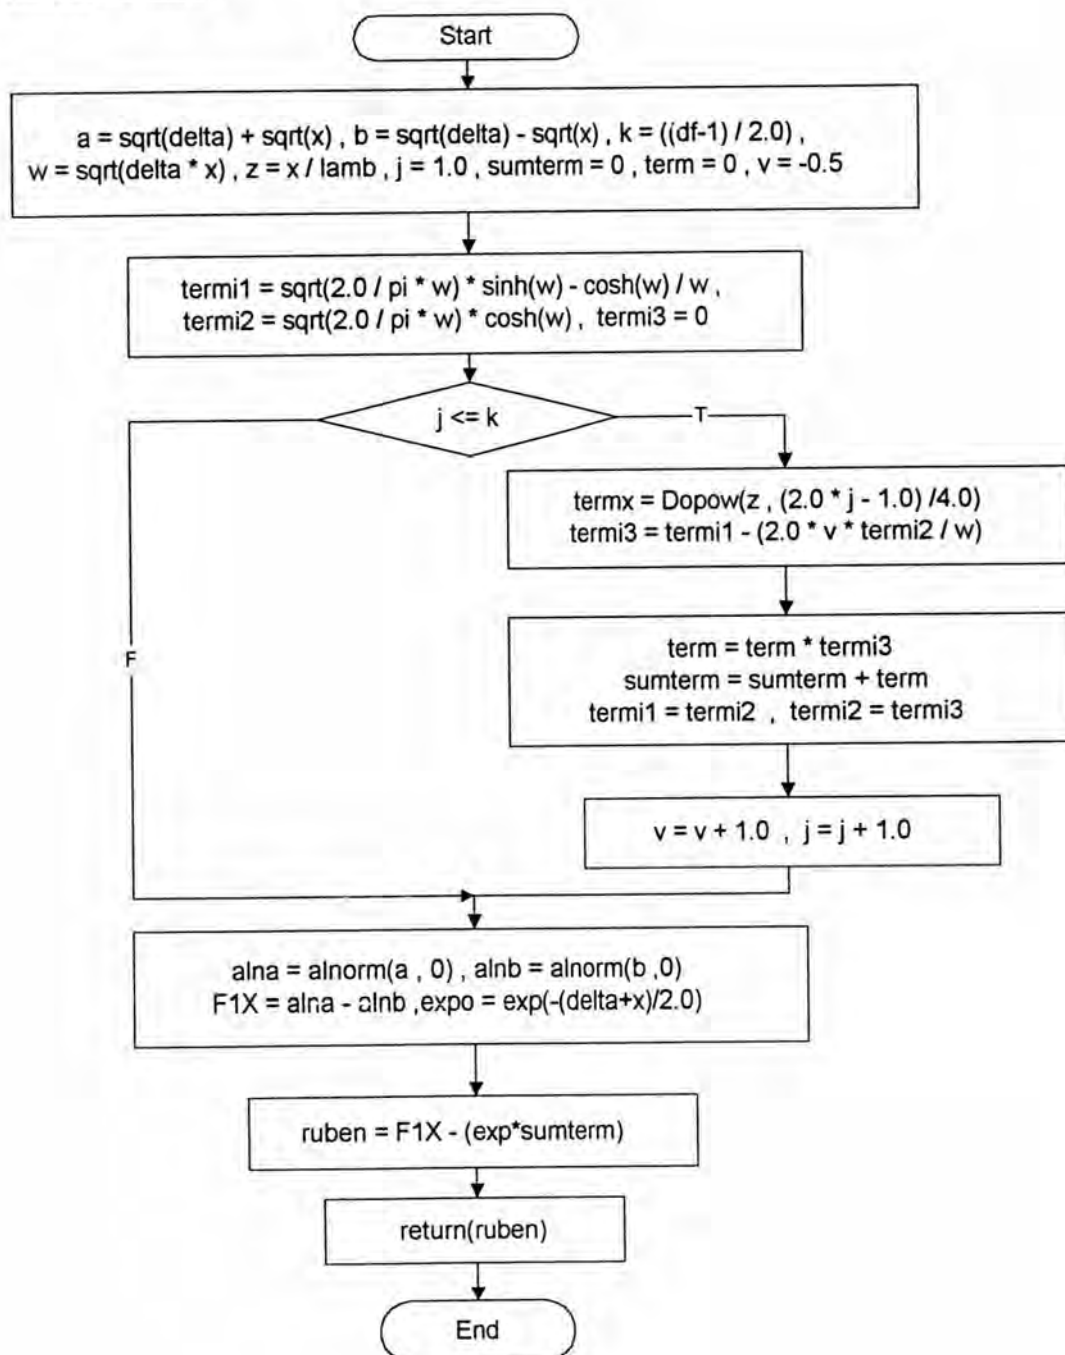 Start
a = sqrt(delta) + sqrt(x) , b = sqrt(delta) - sqrt(x) , k = ((df-1) / 2.0) ,
w = sqrt(delta * x) , z = x / lamb , j = 1.0 , sumterm = 0 , term = 0 , v = -0.5
termi1 = sqrt(2.0 / pi * w) * sinh(w) - cosh(w) / w ,
termi2 = sqrt(2.0 / pi * w) * cosh(w) , termi3 = 0
j <= k
T
termx = Dopow(z , (2.0 * j - 1.0) /4.0)
termi3 = termi1 - (2.0 * v * termi2 / w)
term = term * termi3
sumterm = sumterm + term
termi1 = termi2 , termi2 = termi3
F
v = v + 1.0 , j = j + 1.0
alna = alnorm(a , 0) , alnb = alnorm(b ,0)
F1X = alna - alnb ,expo = exp(-(delta+x)/2.0)
ruben = F1X - (exp*sumterm)
return(ruben)
End